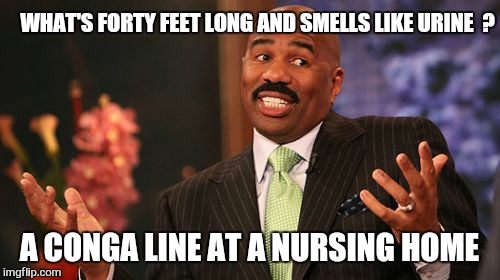 WHAT'S FORTY FEET LONG AND SMELLS LIKE URINE ?
A CONGA LINE AT A NURSING HOME
imgflip.com